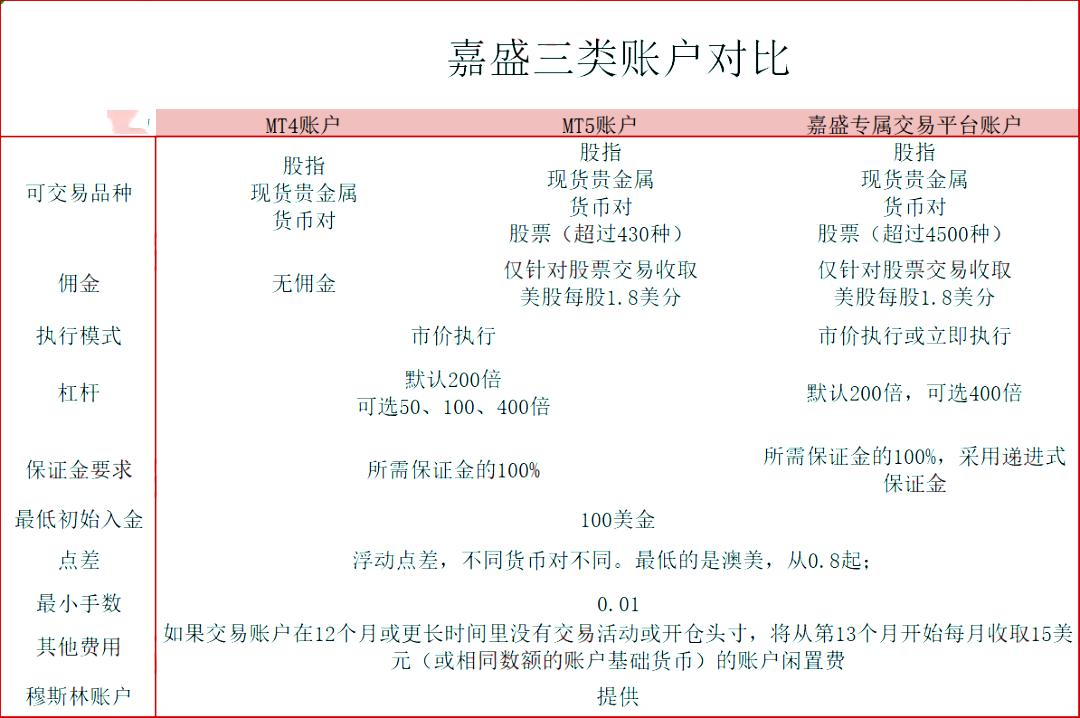 嘉盛三类账户对比
MT4账户 MT5账户 嘉盛专属交易平台账户
可交易品种
股指
现货贵金属
货币对
股指
现货贵金属
货币对
股票（超过430种）
股指
现货贵金属
货币对
股票（超过4500种）
佣金
无佣金
仅针对股票交易收取
美股每股1.8美分
仅针对股票交易收取
美股每股1.8美分
执行模式 市价执行 市价执行或立即执行
杠杆
默认200倍
可选50、100、400倍
默认200倍，可选400倍
保证金要求
所需保证金的100%
所需保证金的100%，采用递进式
保证金
最低初始入金 100美金
点差 浮动点差，不同货币对不同。最低的是澳美，从0.8起；
最小手数 0.01
其他费用
如果交易账户在12个月或更长时间里没有交易活动或开仓头寸，将从第13个月开始每月收取15美
元（或相同数额的账户基础货币）的账户闲置费
穆斯林账户 提供